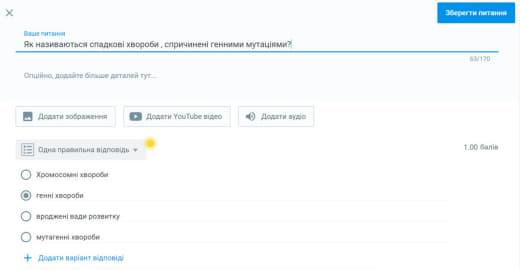 Зберегти питання
Ваше питання
Як називаються спадкові хвороби , спричинені генними мутаціями?
63/170
Опційно, додайте більше деталей тут...
Додати зображення
Додати YouTube відео
Додати аудіо
Одна правильна відповідь
1.00 балів
Хромосомні хвороби
генні хвороби
вроджені вади розвитку
мутагенні хвороби
+ Додати варіант відповіді